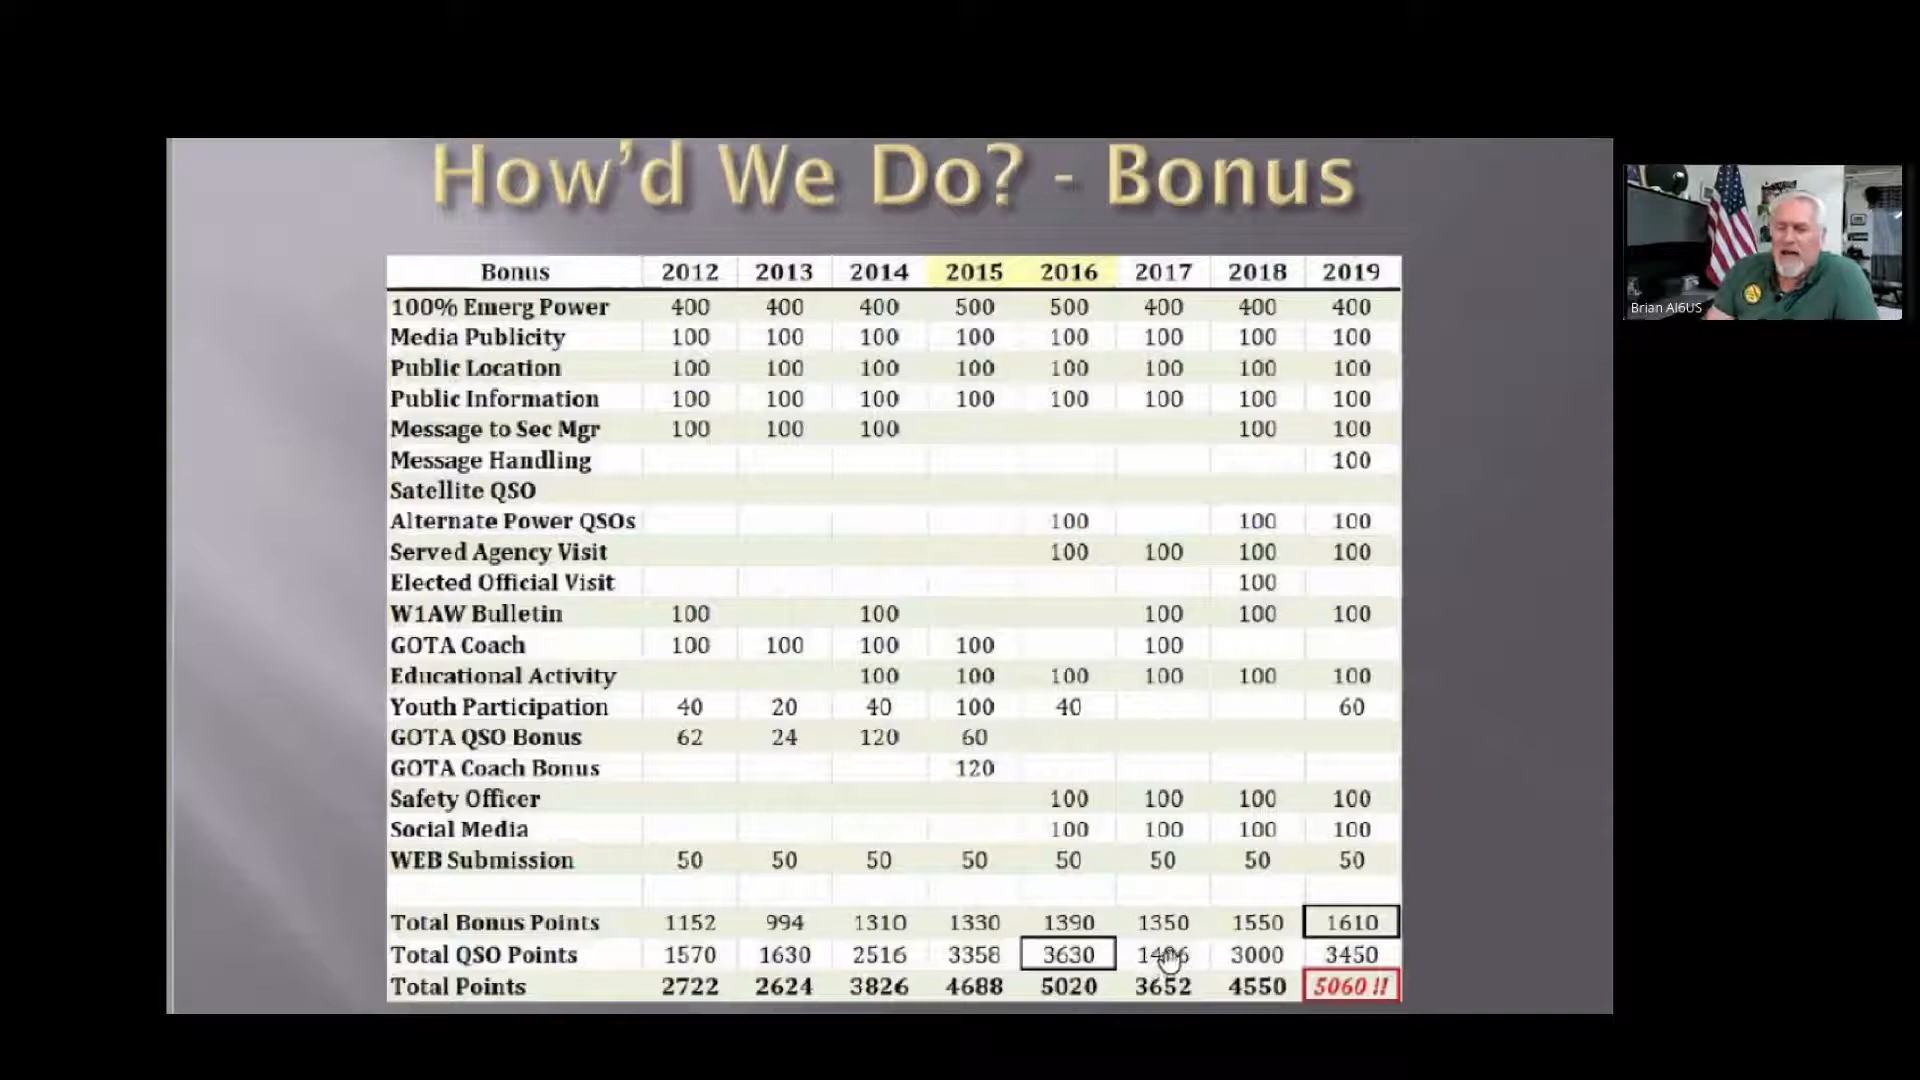 How'd We Do? - Bonus
Bonus 2012 2013 2014 2015 2016 2017 2018 2019
100% Emerg Power 400 400 400 500 500 400 400 400
Media Publicity 100 100 100 100 100 100 100 100
Public Location 100 100 100 100 100 100 100 100
Public Information 100 100 100 100 100 100 100 100
Message to Sec Mgr 100 100 100 100 100
Message Handling 100
Satellite QSO
Alternate Power QSOs 100 100 100
Served Agency Visit 100 100 100 100
Elected Official Visit 100
W1AW Bulletin 100 100 100 100 100
GOTA Coach 100 100 100 100 100
Educational Activity 100 100 100 100 100 100
Youth Participation 40 20 40 100 40 60
GOTA QSO Bonus 62 24 120 60
GOTA Coach Bonus 120
Safety Officer 100 100 100 100
Social Media 100 100 100 100
WEB Submission 50 50 50 50 50 50 50 50
Total Bonus Points 1152 994 1310 1330 1390 1350 1550 1610
Total QSO Points 1570 1630 2516 3358 3630 3000 3450
Total Points 2722 2624 3826 4688 5020 3652 4550 5060 !!
Brian AI6US